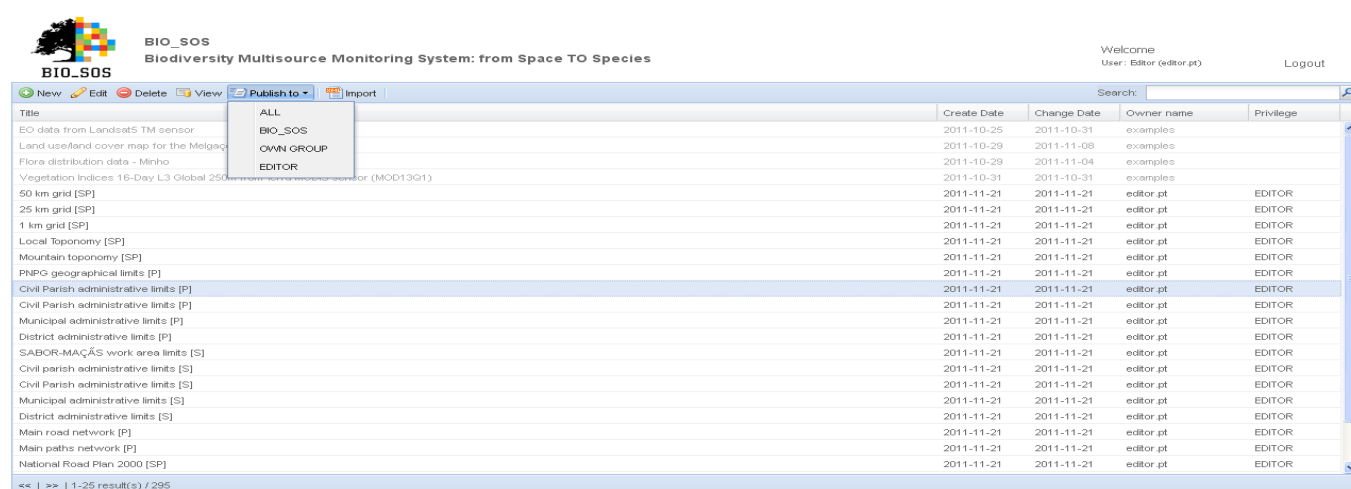 BIO_SOS
BIO_SOS
Biodiversity Multisource Monitoring System: from Space TO Species
Welcome
User: Editor (editor.pt)
Logout
New Edit Delete View Publish to Import Search:
ALL
BIO_SOS
OWN GROUP
EDITOR
Title Create Date Change Date Owner name Privilege
EO data from Landsat5 TM sensor 2011-10-25 2011-10-31 examples
Land use/land cover map for the Melgaç 2011-10-29 2011-11-08 examples
Flora distribution data - Minho 2011-10-29 2011-11-04 examples
Vegetation Indices 16-Day L3 Global 250m from Terra MODIS sensor (MOD13Q1) 2011-10-31 2011-10-31 examples
50 km grid [SP] 2011-11-21 2011-11-21 editor.pt EDITOR
25 km grid [SP] 2011-11-21 2011-11-21 editor.pt EDITOR
1 km grid [SP] 2011-11-21 2011-11-21 editor.pt EDITOR
Local Toponomy [SP] 2011-11-21 2011-11-21 editor.pt EDITOR
Mountain toponomy [SP] 2011-11-21 2011-11-21 editor.pt EDITOR
PNPG geographical limits [P] 2011-11-21 2011-11-21 editor.pt EDITOR
Civil Parish administrative limits [P] 2011-11-21 2011-11-21 editor.pt EDITOR
Civil Parish administrative limits [P] 2011-11-21 2011-11-21 editor.pt EDITOR
Municipal administrative limits [P] 2011-11-21 2011-11-21 editor.pt EDITOR
District administrative limits [P] 2011-11-21 2011-11-21 editor.pt EDITOR
SABOR-MAÇÃS work area limits [S] 2011-11-21 2011-11-21 editor.pt EDITOR
Civil parish administrative limits [S] 2011-11-21 2011-11-21 editor.pt EDITOR
Civil Parish administrative limits [S] 2011-11-21 2011-11-21 editor.pt EDITOR
Municipal administrative limits [S] 2011-11-21 2011-11-21 editor.pt EDITOR
District administrative limits [S] 2011-11-21 2011-11-21 editor.pt EDITOR
Main road network [P] 2011-11-21 2011-11-21 editor.pt EDITOR
Main paths network [P] 2011-11-21 2011-11-21 editor.pt EDITOR
National Road Plan 2000 [SP] 2011-11-21 2011-11-21 editor.pt EDITOR
<< | >> | 1-25 result(s) / 295